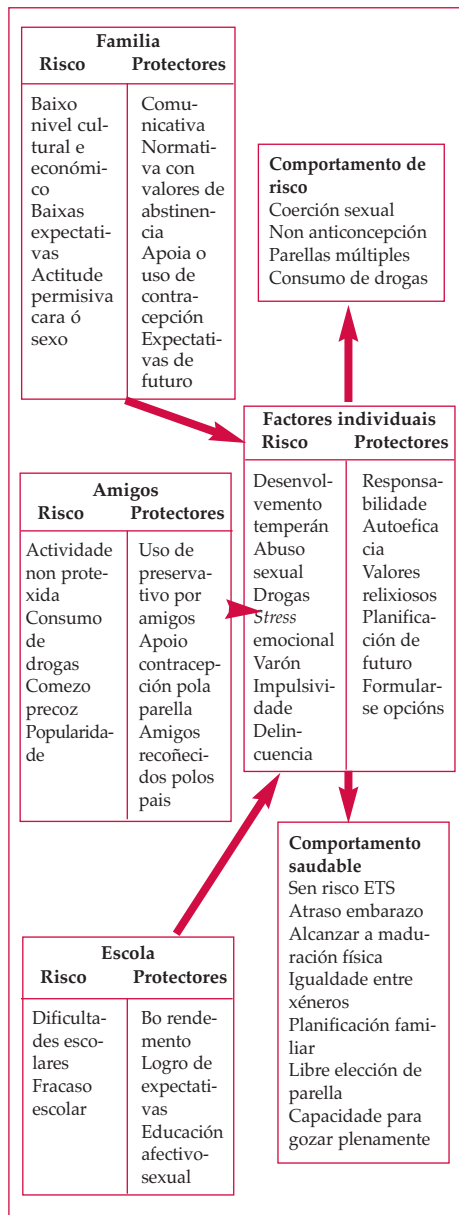 Familia
Risco
Protectores
Baixo
nivel cul-
tural e
económi-
co
Baixas
expectati-
vas
Actitude
permisiva
cara ó
sexo
Comu-
nicativa
Normati-
va con
valores de
abstinen-
cia
Apoia o
uso de
contra-
cepción
Expectati-
vas de
futuro
Comportamento de
risco
Coerción sexual
Non anticoncepción
Parellas múltiples
Consumo de drogas
Amigos
Risco
Protectores
Actividade
non prote-
xida
Consumo
de
drogas
Comezo
precoz
Popularida-
de
Uso de
preserva-
tivo por
amigos
Apoio
contracep-
ción pola
parella
Amigos
recoñeci-
dos polos
pais
Factores individuais
Risco
Protectores
Desenvol-
vemento
temperán
Abuso
sexual
Drogas
Stress
emocional
Varón
Impulsivi-
dade
Delin-
cuencia
Responsa-
bilidade
Autoefica
cia
Valores
relixiosos
Planifica-
ción de
futuro
Formular-
se opcións
Escola
Risco
Protectores
Dificulta-
des esco-
lares
Fracaso
escolar
Bo rende-
mento
Logro de
expectati-
vas
Educación
afectivo-
sexual
Comportamento
saudable
Sen risco ETS
Atraso embarazo
Alcanzar a madu-
ración física
Igualdade entre
xéneros
Planificación fami-
liar
Libre elección de
parella
Capacidade para
gozar plenamente